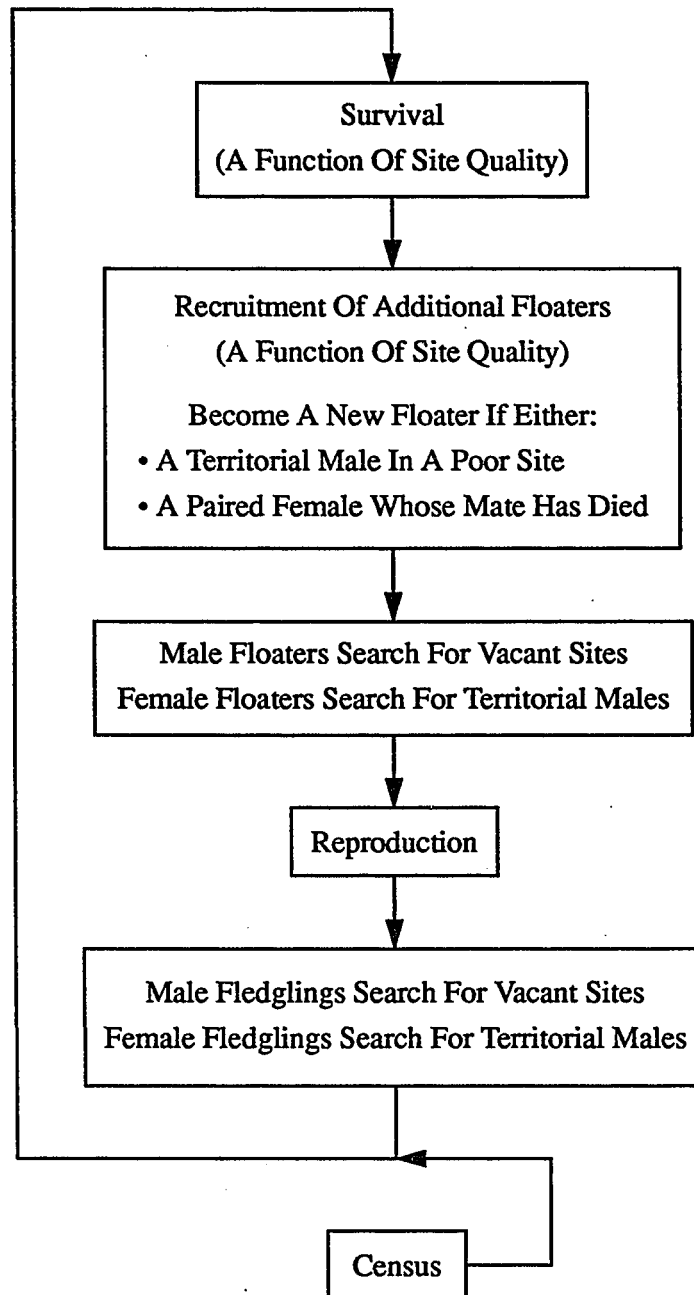 Survival
(A Function Of Site Quality)
Recruitment Of Additional Floaters
(A Function Of Site Quality)
Become A New Floater If Either:
• A Territorial Male In A Poor Site
• A Paired Female Whose Mate Has Died
Male Floaters Search For Vacant Sites
Female Floaters Search For Territorial Males
Reproduction
Male Fledglings Search For Vacant Sites
Female Fledglings Search For Territorial Males
Census